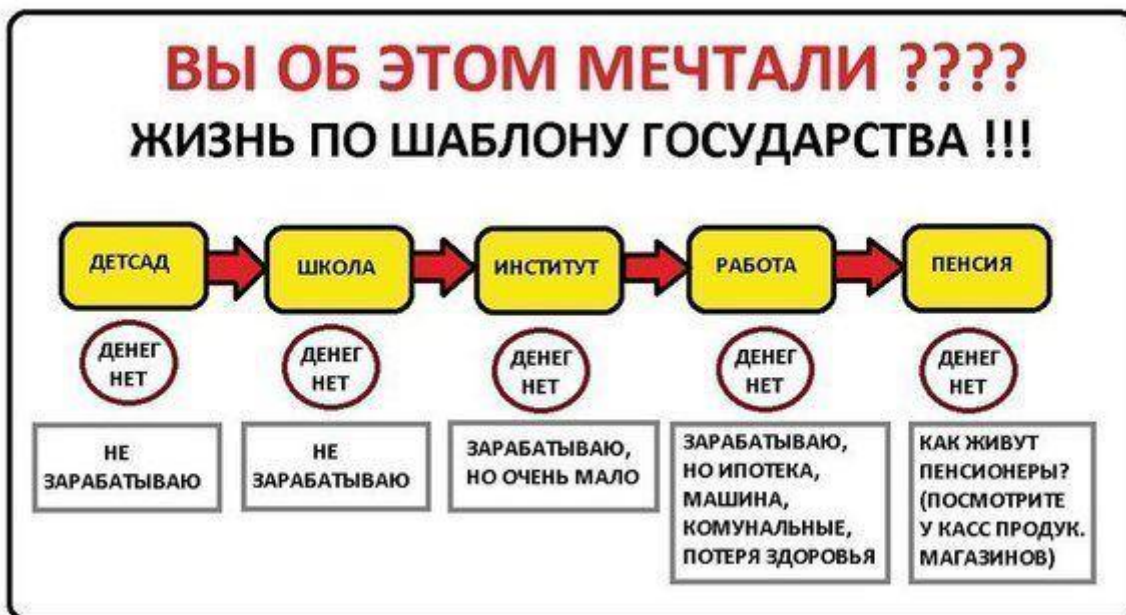 ВЫ ОБ ЭТОМ МЕЧТАЛИ ????
ЖИЗНЬ ПО ШАБЛОНУ ГОСУДАРСТВА !!!
ДЕТСАД
ШКОЛА
ИНСТИТУТ
РАБОТА
ПЕНСИЯ
ДЕНЕГ
НЕТ
ДЕНЕГ
НЕТ
ДЕНЕГ
НЕТ
ДЕНЕГ
НЕТ
ДЕНЕГ
НЕТ
НЕ
ЗАРАБАТЫВАЮ
НЕ
ЗАРАБАТЫВАЮ
ЗАРАБАТЫВАЮ,
НО ОЧЕНЬ МАЛО
ЗАРАБАТЫВАЮ,
НО ИПОТЕКА,
МАШИНА,
КОМУНАЛЬНЫЕ,
ПОТЕРЯ ЗДОРОВЬЯ
КАК ЖИВУТ
ПЕНСИОНЕРЫ?
(ПОСМОТРИТЕ
У КАСС ПРОДУК.
МАГАЗИНОВ)